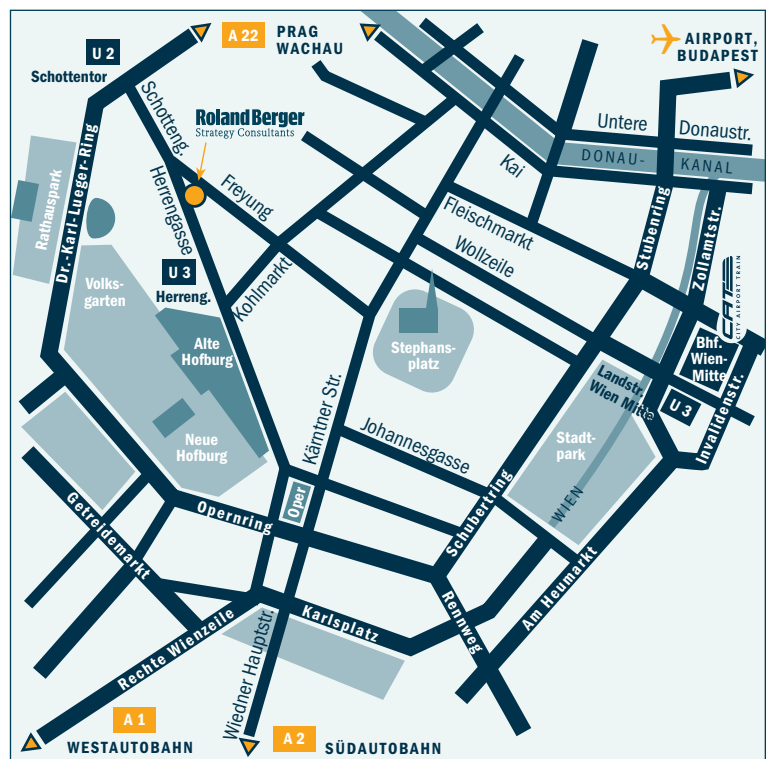 A 22
PRAG
WACHAU
AIRPORT,
BUDAPEST
U 2
Schottentor
Schotteng.
Roland Berger
Strategy Consultants
Untere
Donaustr.
DONAU-
KANAL
Kai
Dr.-Karl-Lueger-Ring
Rathauspark
Herrengasse
Freyung
Fleischmarkt
Wollzeile
Stubenring
Zollamtstr.
CAT
CITY AIRPORT TRAIN
U 3
Herreng.
Kohlmarkt
Volks-
garten
Alte
Hofburg
Stephans-
platz
Bhf.
Wien-
Mitte
Landstr.
Wien Mitte
U 3
Invalidenstr.
Kärntner Str.
Johannesgasse
Neue
Hofburg
Stadt-
park
WIEN
Getreidemarkt
Opernring
Oper
Schubertring
Am Heumarkt
Karlsplatz
Rennweg
Rechte Wienzeile
Wiedner Hauptstr.
A 1
WESTAUTOBAHN
A 2
SÜDAUTOBAHN